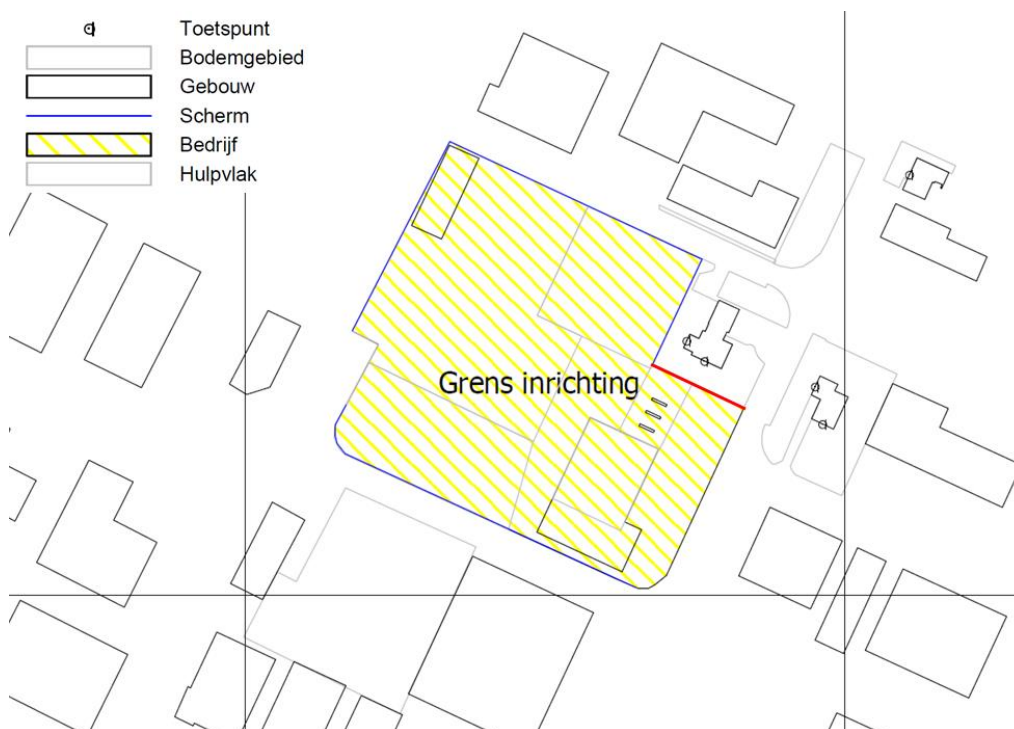 Toetspunt
Bodemgebied
Gebouw
Scherm
Bedrijf
Hulpvlak
Grens inrichting